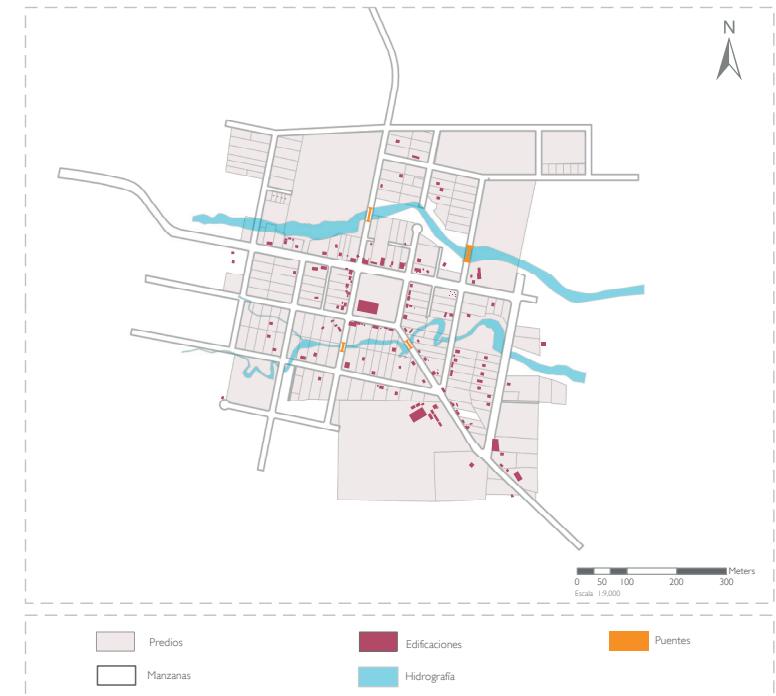 N
Meters
0 50 100 200 300
Escala 1:9,000
Predios
Edificaciones
Puentes
Manzanas
Hidrografía